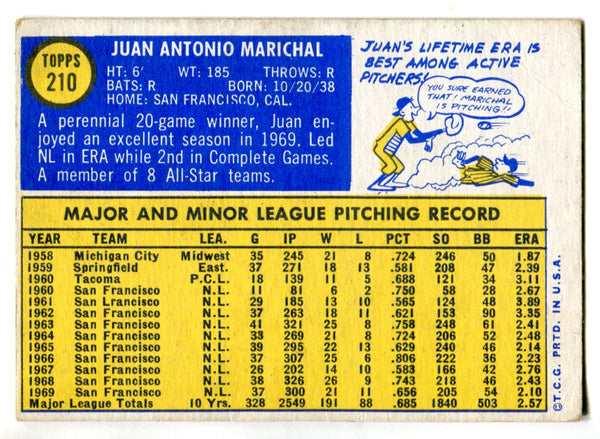 TOPPS
210
JUAN ANTONIO MARICHAL
HT: 6' WT: 185 THROWS: R
BATS: R BORN: 10/20/38
HOME: SAN FRANCISCO, CAL.
A perennial 20-game winner, Juan en-
joyed an excellent season in 1969. Led
NL in ERA while 2nd in Complete Games.
A member of 8 All-Star teams.
JUAN'S LIFETIME ERA IS
BEST AMONG ACTIVE
PITCHERS!
YOU SURE EARNED
THAT! MARICHAL
IS PITCHING!!
MAJOR AND MINOR LEAGUE PITCHING RECORD
YEAR TEAM LEA. G IP W L PCT SO BB ERA
1958 Michigan City Midwest 35 245 21 8 .724 246 50 1.87
1959 Springfield East. 37 271 18 13 .581 208 47 2.39
1960 Tacoma P.C.L. 18 139 11 5 .688 121 34 3.11
1960 San Francisco N.L. 11 81 6 2 .750 58 28 2.67
1961 San Francisco N.L. 29 185 13 10 .565 124 48 3.89
1962 San Francisco N.L. 37 263 18 11 .621 153 90 3.35
1963 San Francisco N.L. 41 321 25 8 .758 248 61 2.41
1964 San Francisco N.L. 33 269 21 8 .724 206 52 2.48
1965 San Francisco N.L. 39 295 22 13 .629 240 46 2.14
1966 San Francisco N.L. 37 307 25 6 .806 222 36 2.23
1967 San Francisco N.L. 26 202 14 10 .583 166 42 2.76
1968 San Francisco N.L. 38 326 26 9 .743 218 46 2.43
1969 San Francisco N.L. 37 300 21 11 .656 205 54 2.10
Major League Totals 10 Yrs. 328 2549 191 88 .685 1840 503 2.57
©T.C.G. PRTD. IN U.S.A.